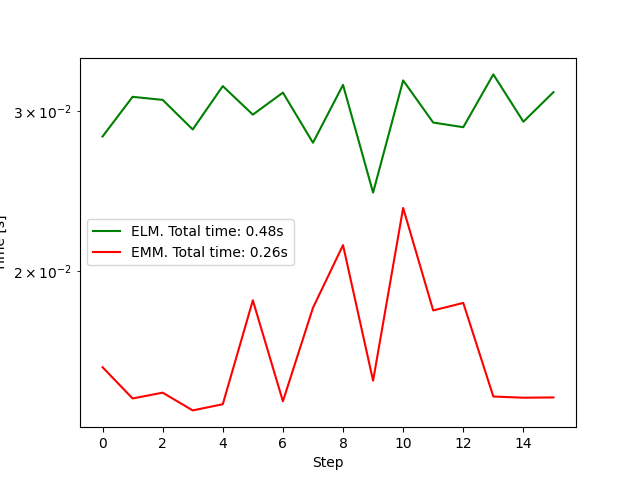 3 × 10⁻²
2 × 10⁻²
Time [s]
ELM. Total time: 0.48s
EMM. Total time: 0.26s
0 2 4 6 8 10 12 14
Step